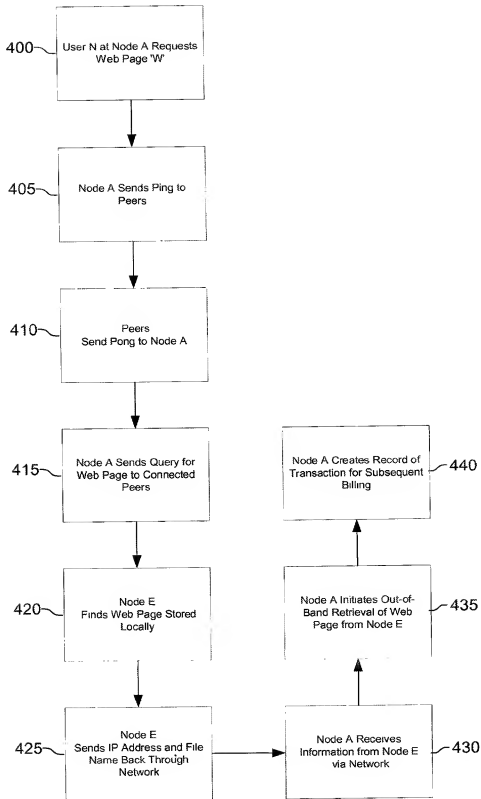 400
User N at Node A Requests
Web Page 'W'
405
Node A Sends Ping to
Peers
410
Peers
Send Pong to Node A
415
Node A Sends Query for
Web Page to Connected
Peers
420
Node E
Finds Web Page Stored
Locally
425
Node E
Sends IP Address and File
Name Back Through
Network
Node A Receives
Information from Node E
via Network
430
Node A Initiates Out-of-
Band Retrieval of Web
Page from Node E
435
Node A Creates Record of
Transaction for Subsequent
Billing
440